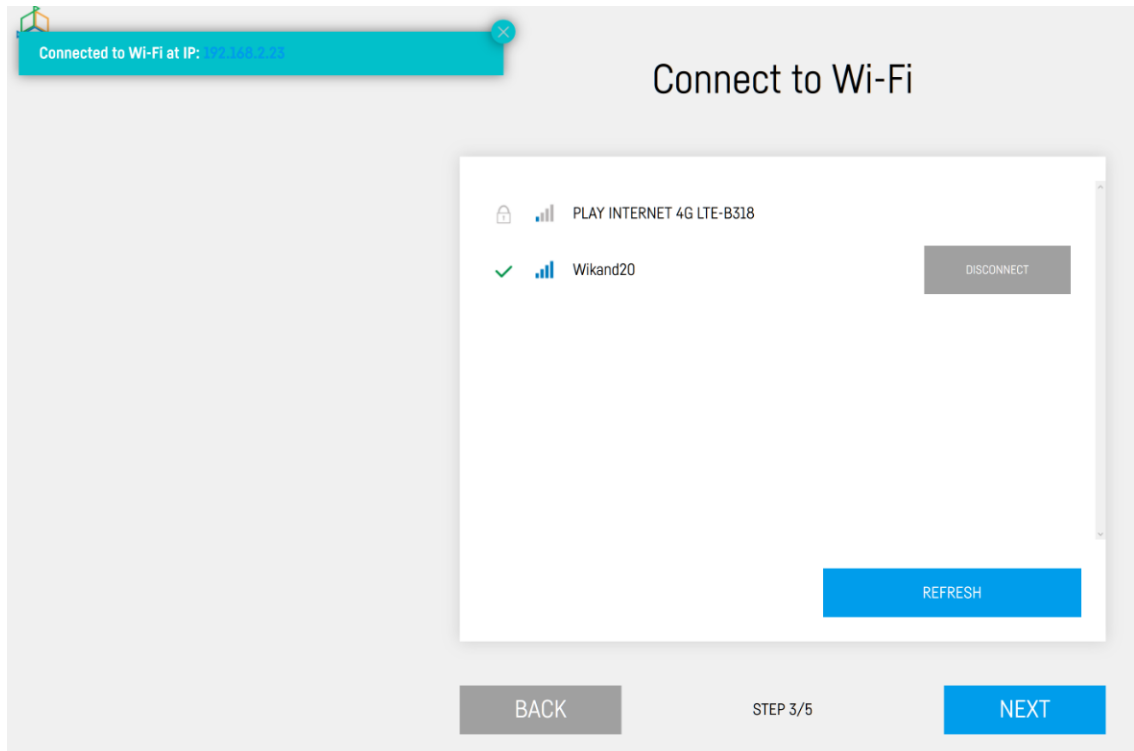 Connected to Wi-Fi at IP: 192.168.2.23
Connect to Wi-Fi
PLAY INTERNET 4G LTE-B318
Wikand20
DISCONNECT
REFRESH
BACK
STEP 3/5
NEXT